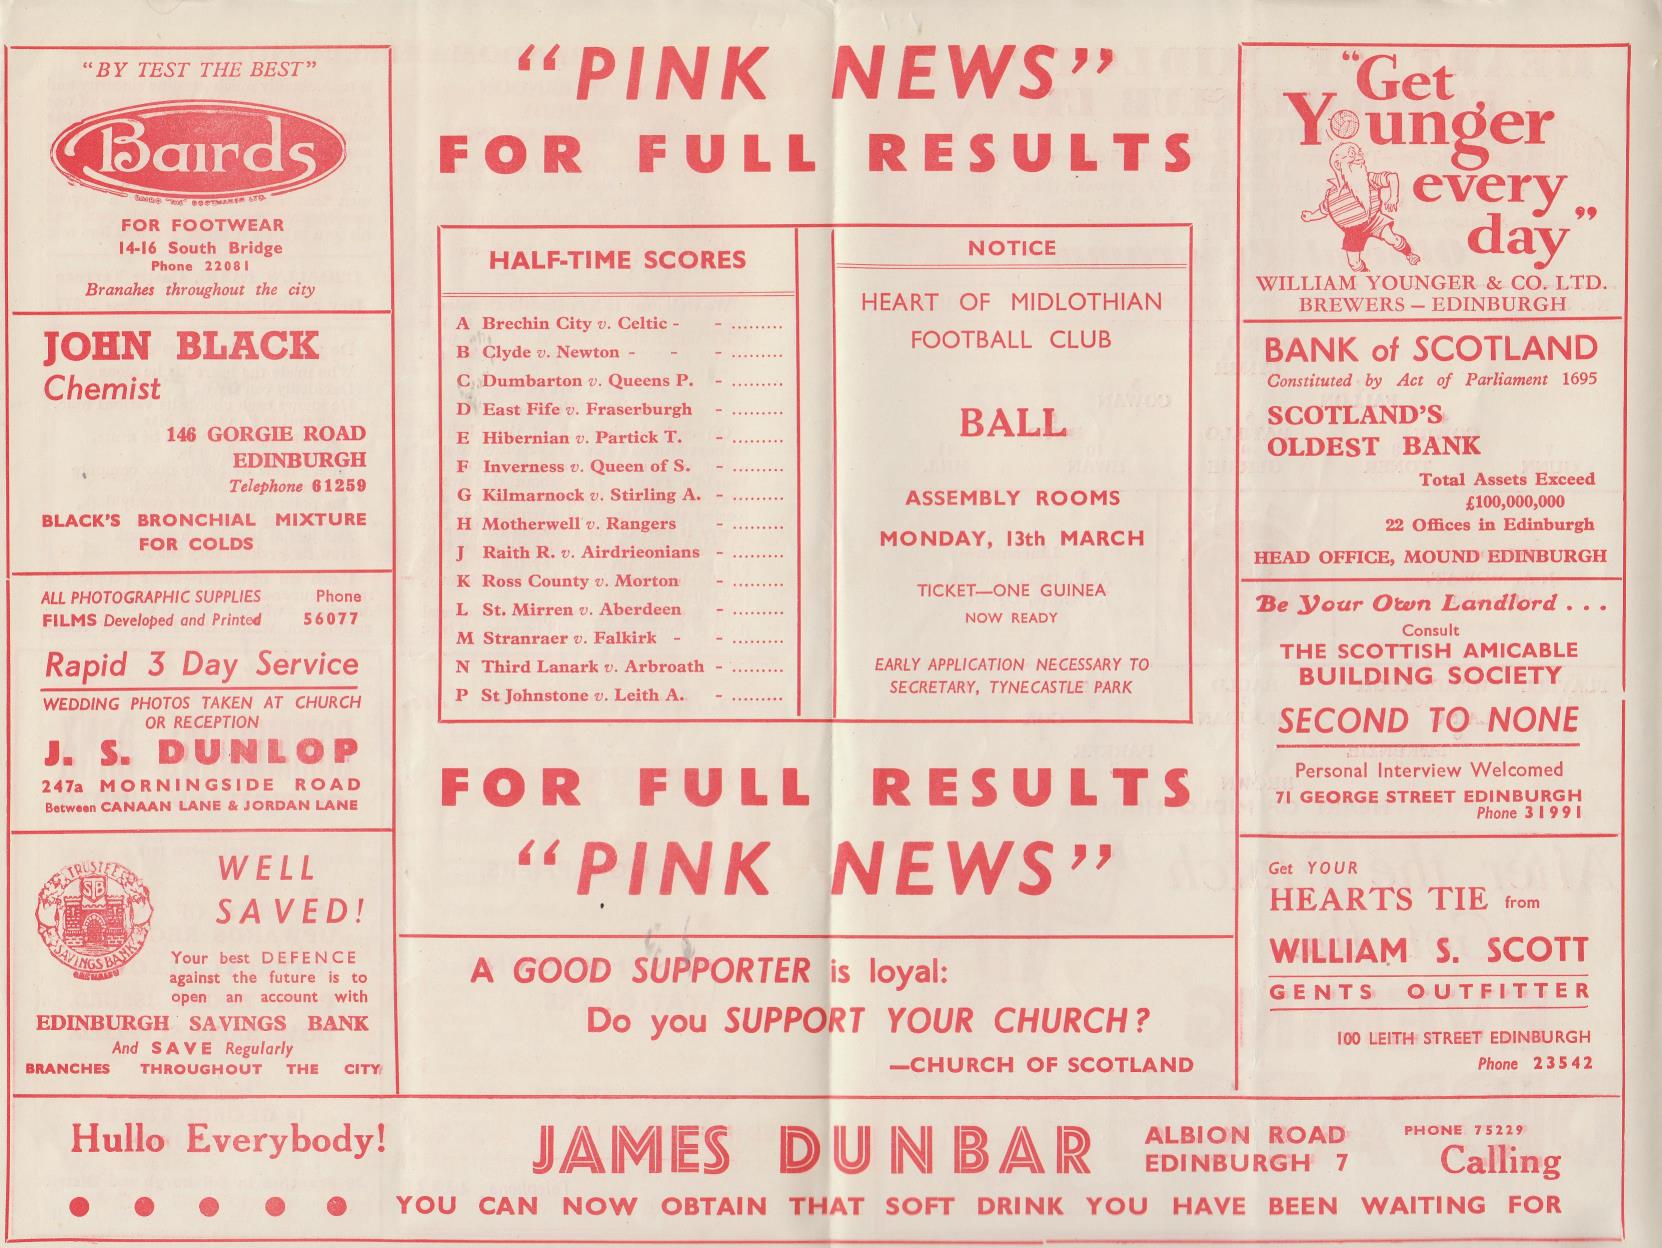 "BY TEST THE BEST"
Bairds
BAIRD "THE" BOOTMAKER LTD.
FOR FOOTWEAR
14-16 South Bridge
Phone 22081
Branahes throughout the city
JOHN BLACK
Chemist
146 GORGIE ROAD
EDINBURGH
Telephone 61259
BLACK'S BRONCHIAL MIXTURE
FOR COLDS
ALL PHOTOGRAPHIC SUPPLIES Phone
FILMS Developed and Printed 56077
Rapid 3 Day Service
WEDDING PHOTOS TAKEN AT CHURCH
OR RECEPTION
J. S. DUNLOP
247a MORNINGSIDE ROAD
Between CANAAN LANE & JORDAN LANE
TRUSTEE
STB
SAVINGS BANK
WELL
SAVED!
Your best DEFENCE
against the future is to
open an account with
EDINBURGH SAVINGS BANK
And SAVE Regularly
BRANCHES THROUGHOUT THE CITY
"PINK NEWS"
FOR FULL RESULTS
HALF-TIME SCORES
A Brechin City v. Celtic - - .........
B Clyde v. Newton - - - .........
C Dumbarton v. Queens P. - .........
D East Fife v. Fraserburgh - .........
E Hibernian v. Partick T. - .........
F Inverness v. Queen of S. - .........
G Kilmarnock v. Stirling A. - .........
H Motherwell v. Rangers - .........
J Raith R. v. Airdrieonians - .........
K Ross County v. Morton - .........
L St. Mirren v. Aberdeen - .........
M Stranraer v. Falkirk - - .........
N Third Lanark v. Arbroath - .........
P St Johnstone v. Leith A. - .........
NOTICE
HEART OF MIDLOTHIAN
FOOTBALL CLUB
BALL
ASSEMBLY ROOMS
MONDAY, 13th MARCH
TICKET—ONE GUINEA
NOW READY
EARLY APPLICATION NECESSARY TO
SECRETARY, TYNECASTLE PARK
FOR FULL RESULTS
"PINK NEWS"
A GOOD SUPPORTER is loyal:
Do you SUPPORT YOUR CHURCH?
—CHURCH OF SCOTLAND
"Get
Younger
every
day"
WILLIAM YOUNGER & CO. LTD.
BREWERS – EDINBURGH
BANK of SCOTLAND
Constituted by Act of Parliament 1695
SCOTLAND'S
OLDEST BANK
Total Assets Exceed
£100,000,000
22 Offices in Edinburgh
HEAD OFFICE, MOUND EDINBURGH
Be Your Own Landlord . . .
Consult
THE SCOTTISH AMICABLE
BUILDING SOCIETY
SECOND TO NONE
Personal Interview Welcomed
71 GEORGE STREET EDINBURGH
Phone 31991
Get YOUR
HEARTS TIE from
WILLIAM S. SCOTT
GENTS OUTFITTER
100 LEITH STREET EDINBURGH
Phone 23542
Hullo Everybody! JAMES DUNBAR ALBION ROAD PHONE 75229
EDINBURGH 7 Calling
● ● ● ● ● YOU CAN NOW OBTAIN THAT SOFT DRINK YOU HAVE BEEN WAITING FOR